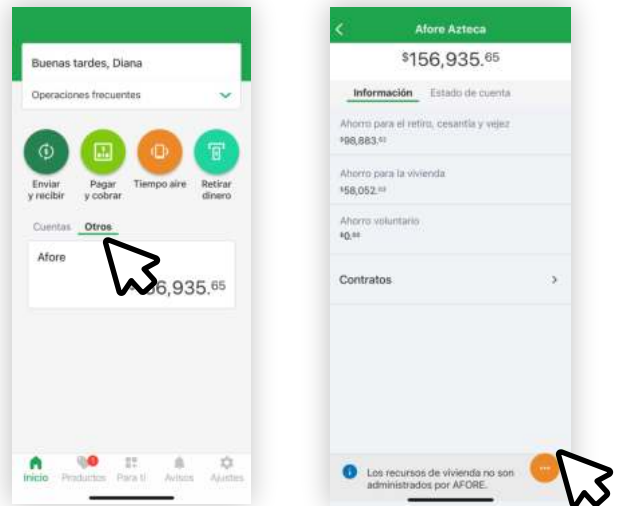 Buenas tardes, Diana
Operaciones frecuentes
Enviar y recibir
Pagar y cobrar
Tiempo aire
Retirar dinero
Cuentas Otros
Afore
6,935.65
Inicio Productos Para ti Avisos Ajustes
Afore Azteca
$156,935.65
Información Estado de cuenta
Ahorro para el retiro, cesantía y vejez
$98,883.
Ahorro para la vivienda
$58,052.
Ahorro voluntario
$0.
Contratos
Los recursos de vivienda no son
administrados por AFORE.